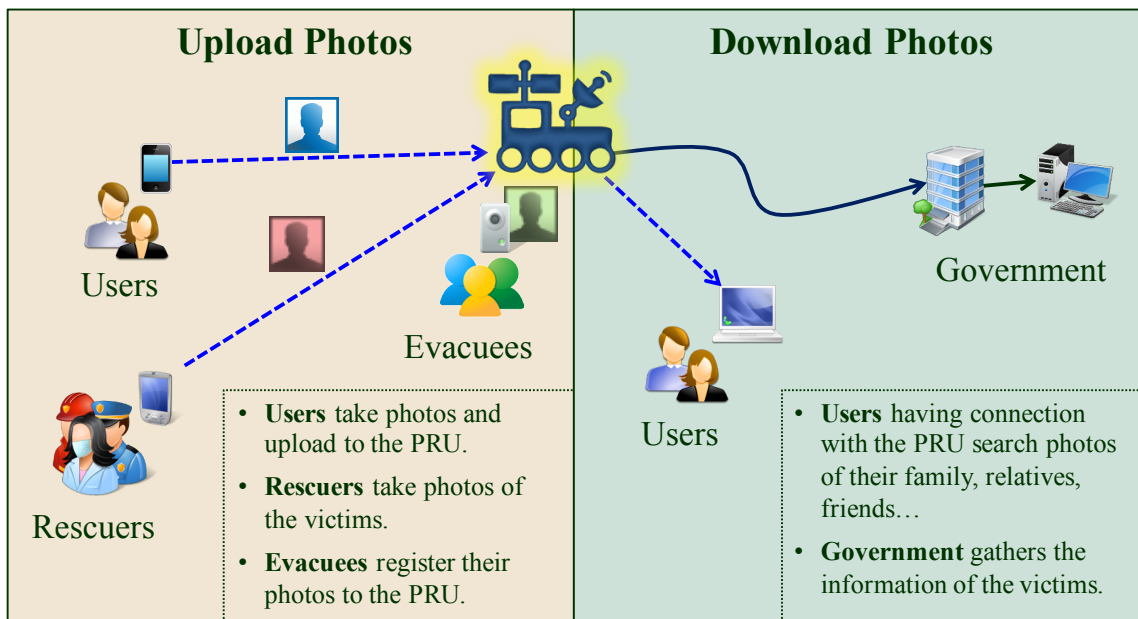 Upload Photos
Download Photos
Users
Evacuees
Rescuers
Government
Users
• Users take photos and
upload to the PRU.
• Rescuers take photos of
the victims.
• Evacuees register their
photos to the PRU.
• Users having connection
with the PRU search photos
of their family, relatives,
friends…
• Government gathers the
information of the victims.